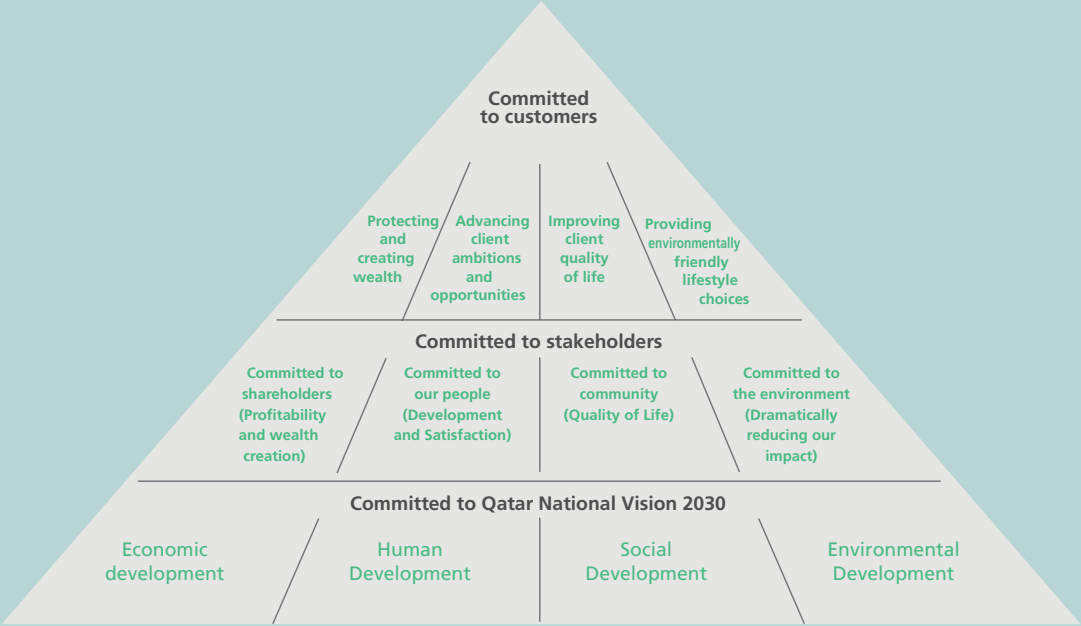 Committed
to customers
Protecting
and
creating
wealth
Advancing
client
ambitions
and
opportunities
Improving
client
quality
of life
Providing
environmentally
friendly
lifestyle
choices
Committed to stakeholders
Committed to
shareholders
(Profitability
and wealth
creation)
Committed to
our people
(Development
and Satisfaction)
Committed to
community
(Quality of Life)
Committed to
the environment
(Dramatically
reducing our
impact)
Committed to Qatar National Vision 2030
Economic
development
Human
Development
Social
Development
Environmental
Development